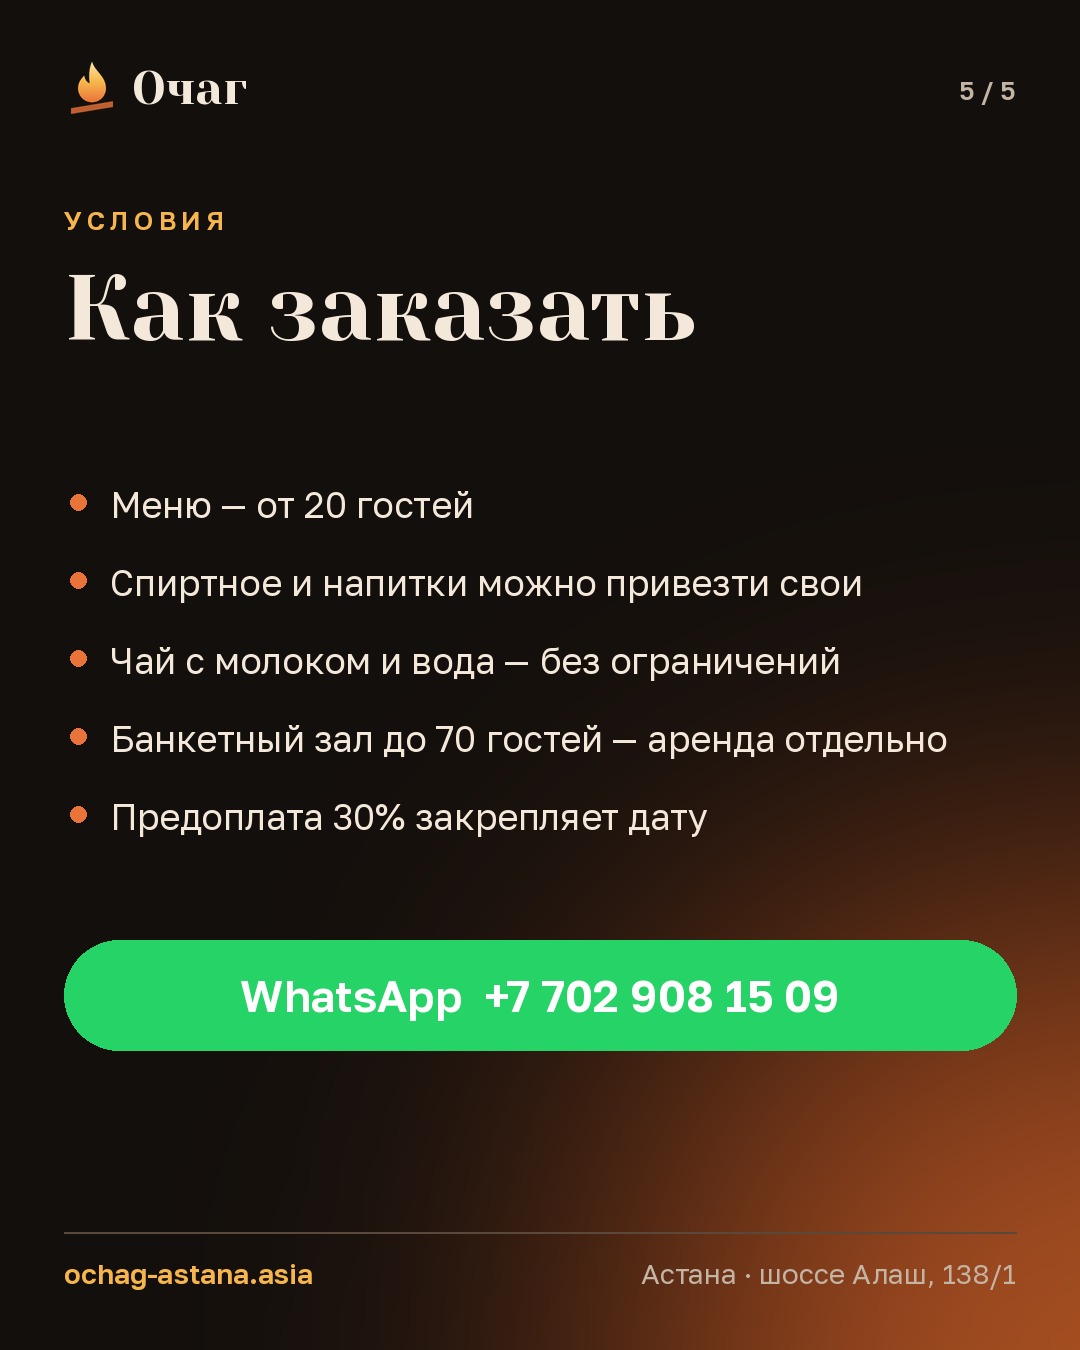 Очаг
5 / 5
УСЛОВИЯ
Как заказать
Меню — от 20 гостей
Спиртное и напитки можно привезти свои
Чай с молоком и вода — без ограничений
Банкетный зал до 70 гостей — аренда отдельно
Предоплата 30% закрепляет дату
WhatsApp +7 702 908 15 09
ochag-astana.asia
Астана · шоссе Алаш, 138/1